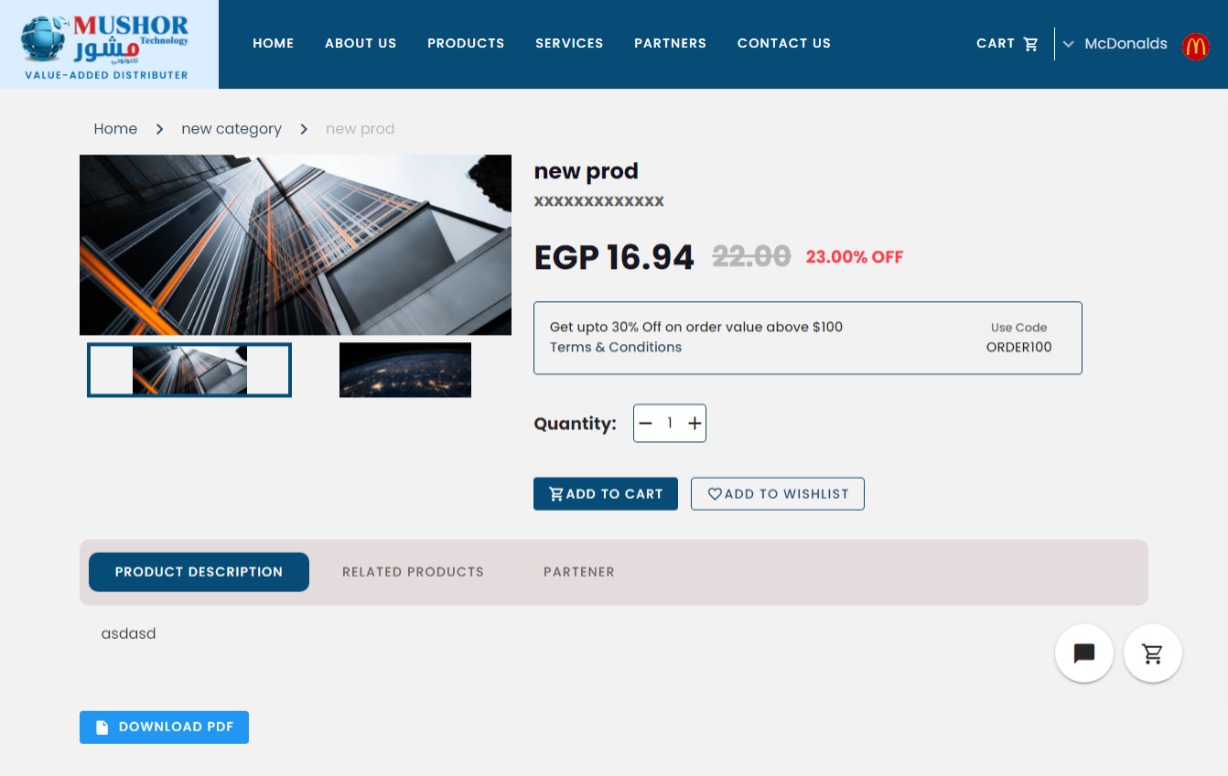 MUSHOR
Technology
مشور
تكنولوجي
VALUE-ADDED DISTRIBUTER
HOME ABOUT US PRODUCTS SERVICES PARTNERS CONTACT US CART McDonalds
Home > new category > new prod
new prod
xxxxxxxxxxxxx
EGP 16.94 22.00 23.00% OFF
Get upto 30% Off on order value above $100
Terms & Conditions
Use Code
ORDER100
Quantity: − 1 +
ADD TO CART ADD TO WISHLIST
PRODUCT DESCRIPTION RELATED PRODUCTS PARTENER
asdasd
DOWNLOAD PDF